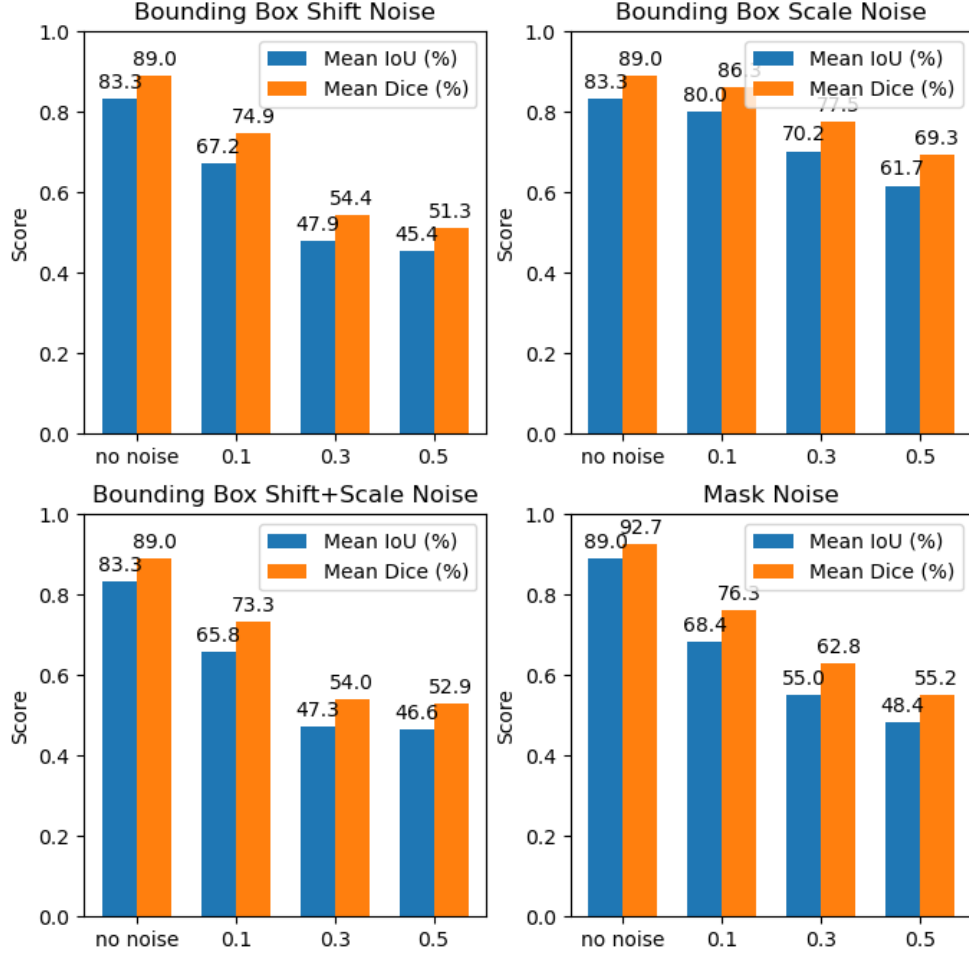 Bounding Box Shift Noise
1.0
0.8
0.6
0.4
0.2
0.0
Score
83.3 89.0
67.2 74.9
47.9 54.4
45.4 51.3
Mean IoU (%)
Mean Dice (%)
no noise 0.1 0.3 0.5
Bounding Box Scale Noise
1.0
0.8
0.6
0.4
0.2
0.0
Score
83.3 89.0
80.0 86.3
70.2 77.5
61.7 69.3
Mean IoU (%)
Mean Dice (%)
no noise 0.1 0.3 0.5
Bounding Box Shift+Scale Noise
1.0
0.8
0.6
0.4
0.2
0.0
Score
83.3 89.0
65.8 73.3
47.3 54.0
46.6 52.9
Mean IoU (%)
Mean Dice (%)
no noise 0.1 0.3 0.5
Mask Noise
1.0
0.8
0.6
0.4
0.2
0.0
Score
89.0 92.7
68.4 76.3
55.0 62.8
48.4 55.2
Mean IoU (%)
Mean Dice (%)
no noise 0.1 0.3 0.5